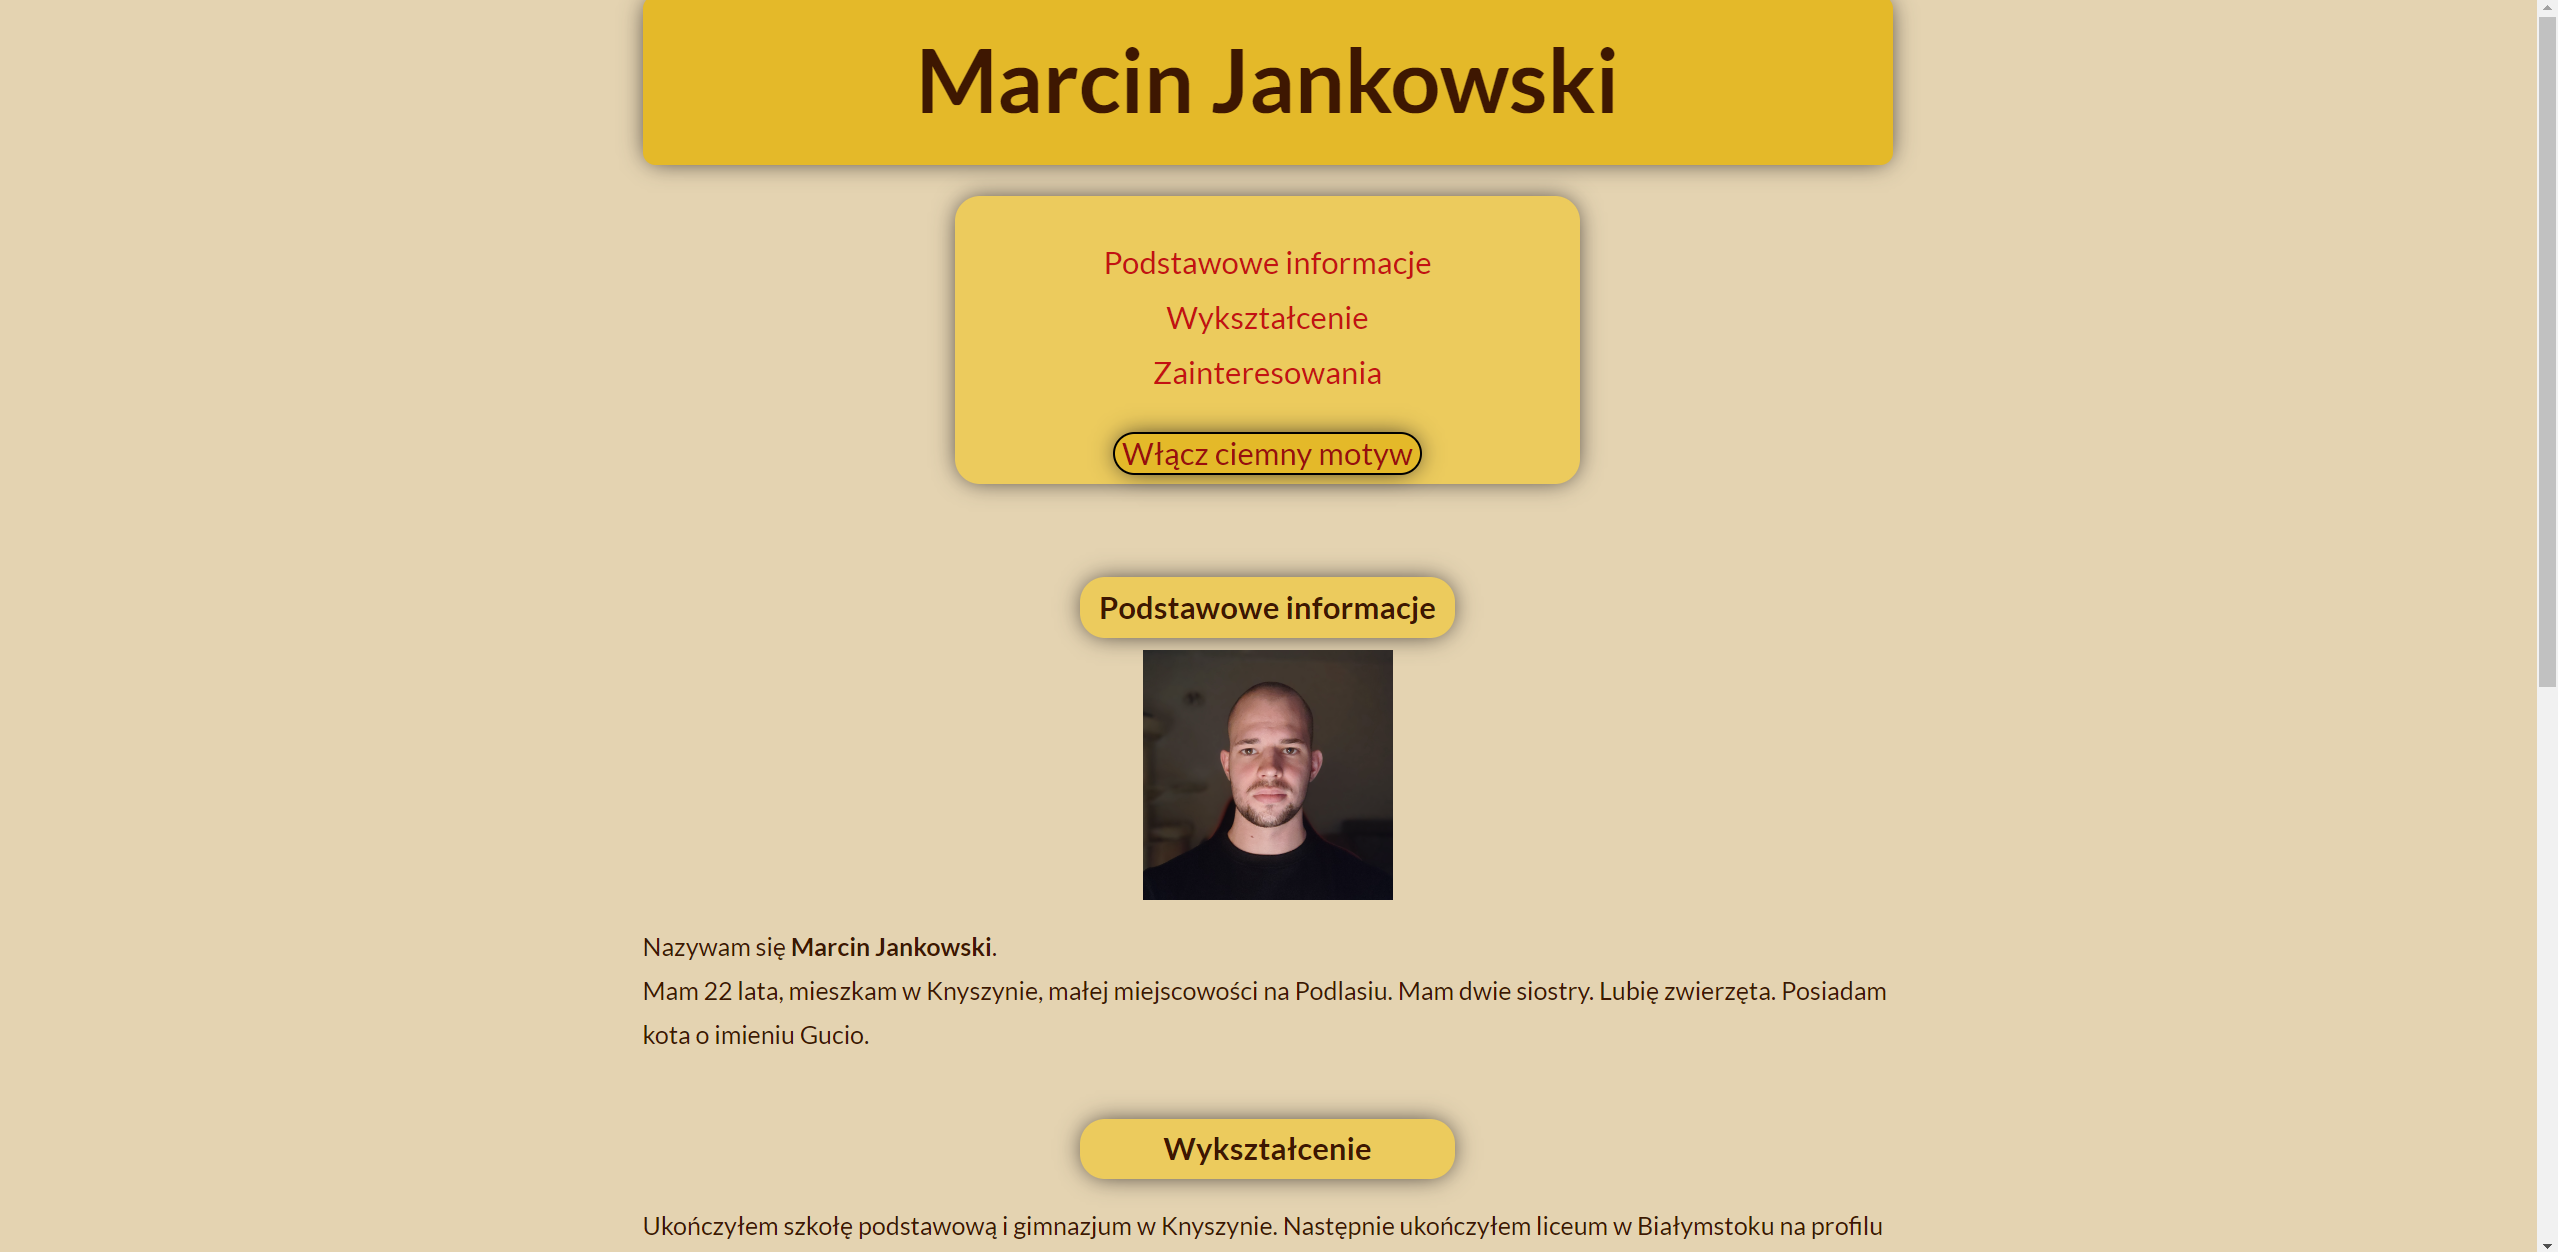 Marcin Jankowski
Podstawowe informacje
Wykształcenie
Zainteresowania
Włącz ciemny motyw
Podstawowe informacje
Nazywam się Marcin Jankowski.
Mam 22 lata, mieszkam w Knyszynie, małej miejscowości na Podlasiu. Mam dwie siostry. Lubię zwierzęta. Posiadam
kota o imieniu Gucio.
Wykształcenie
Ukończyłem szkołę podstawową i gimnazjum w Knyszynie. Następnie ukończyłem liceum w Białymstoku na profilu